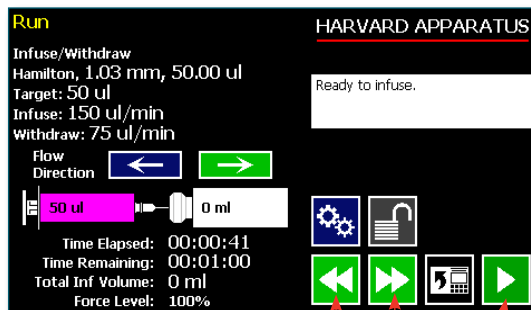 Run
HARVARD APPARATUS
Infuse/Withdraw
Hamilton, 1.03 mm, 50.00 ul
Target: 50 ul
Infuse: 150 ul/min
Withdraw: 75 ul/min
Ready to infuse.
Flow
Direction
50 ul
0 ml
Time Elapsed: 00:00:41
Time Remaining: 00:01:00
Total Inf Volume: 0 ml
Force Level: 100%